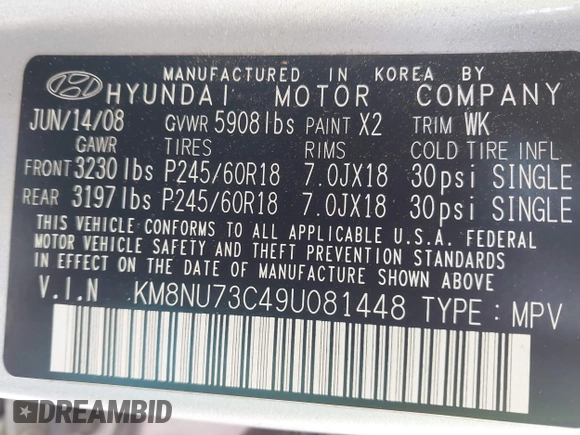 MANUFACTURED IN KOREA BY
HYUNDAI MOTOR COMPANY
JUN/14/08 GVWR 5908lbs PAINT X2 TRIM WK
GAWR TIRES RIMS COLD TIRE INFL
FRONT 3230lbs P245/60R18 7.0JX18 30psi SINGLE
REAR 3197lbs P245/60R18 7.0JX18 30psi SINGLE
THIS VEHICLE CONFORMS TO ALL APPLICABLE U.S.A. FEDERAL
MOTOR VEHICLE SAFETY AND THEFT PREVENTION STANDARDS
IN EFFECT ON THE DATE OF MANUFACTURE SHOWN ABOVE
V.I.N KM8NU73C49U081448 TYPE : MPV
DREAMBID